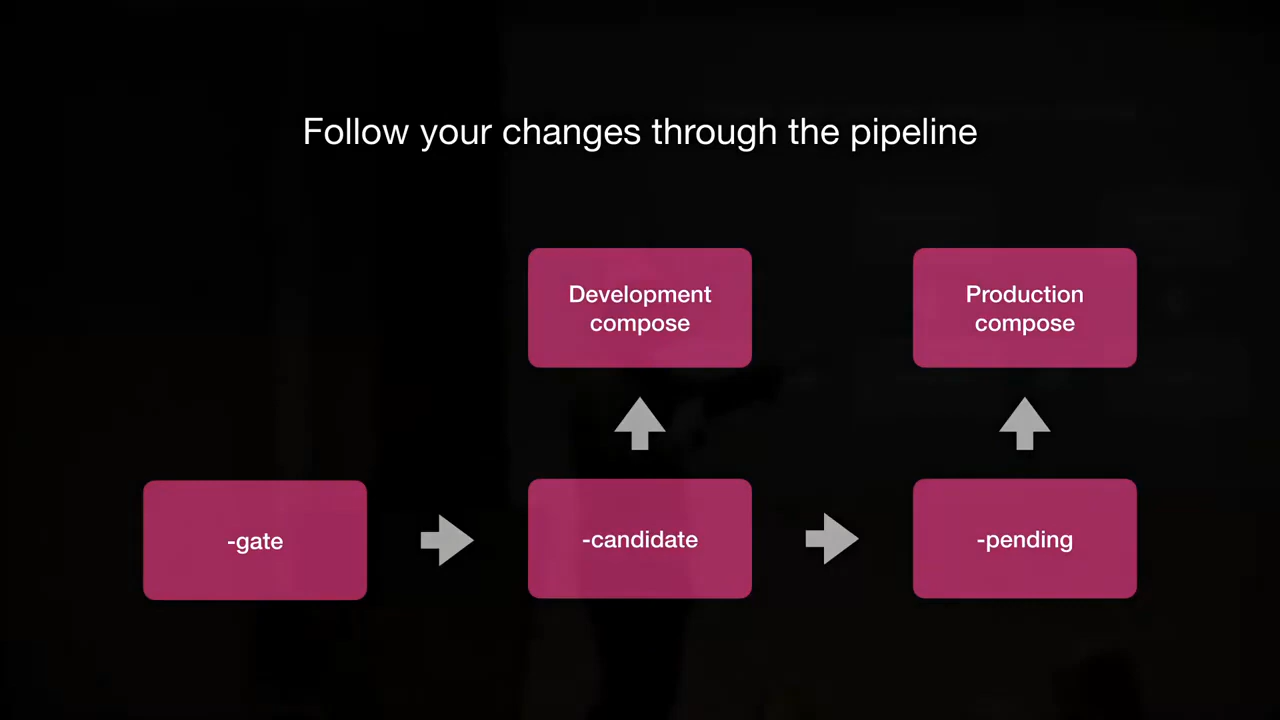 Follow your changes through the pipeline
Development
compose
Production
compose
-gate
-candidate
-pending